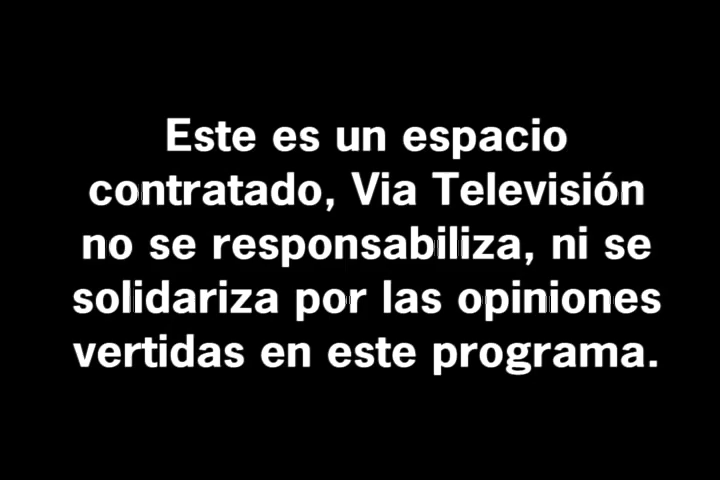 Este es un espacio
contratado, Via Televisión
no se responsabiliza, ni se
solidariza por las opiniones
vertidas en este programa.